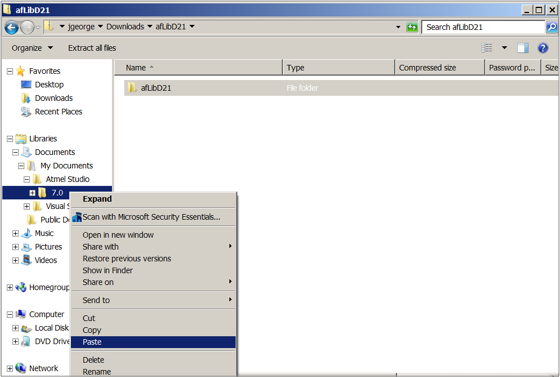 afLibD21
jgeorge Downloads afLibD21
Search afLibD21
Organize Extract all files
Name Type Compressed size Password p... Size
Favorites
Desktop
Downloads
Recent Places
Libraries
Documents
My Documents
Atmel Studio
7.0
Visual S
Public Do
Music
Pictures
Videos
Homegroup
Computer
Local Disk
DVD Drive
Network
afLibD21 File folder
Expand
Scan with Microsoft Security Essentials...
Open in new window
Share with
Restore previous versions
Show in Finder
Share on
Send to
Cut
Copy
Paste
Delete
Rename